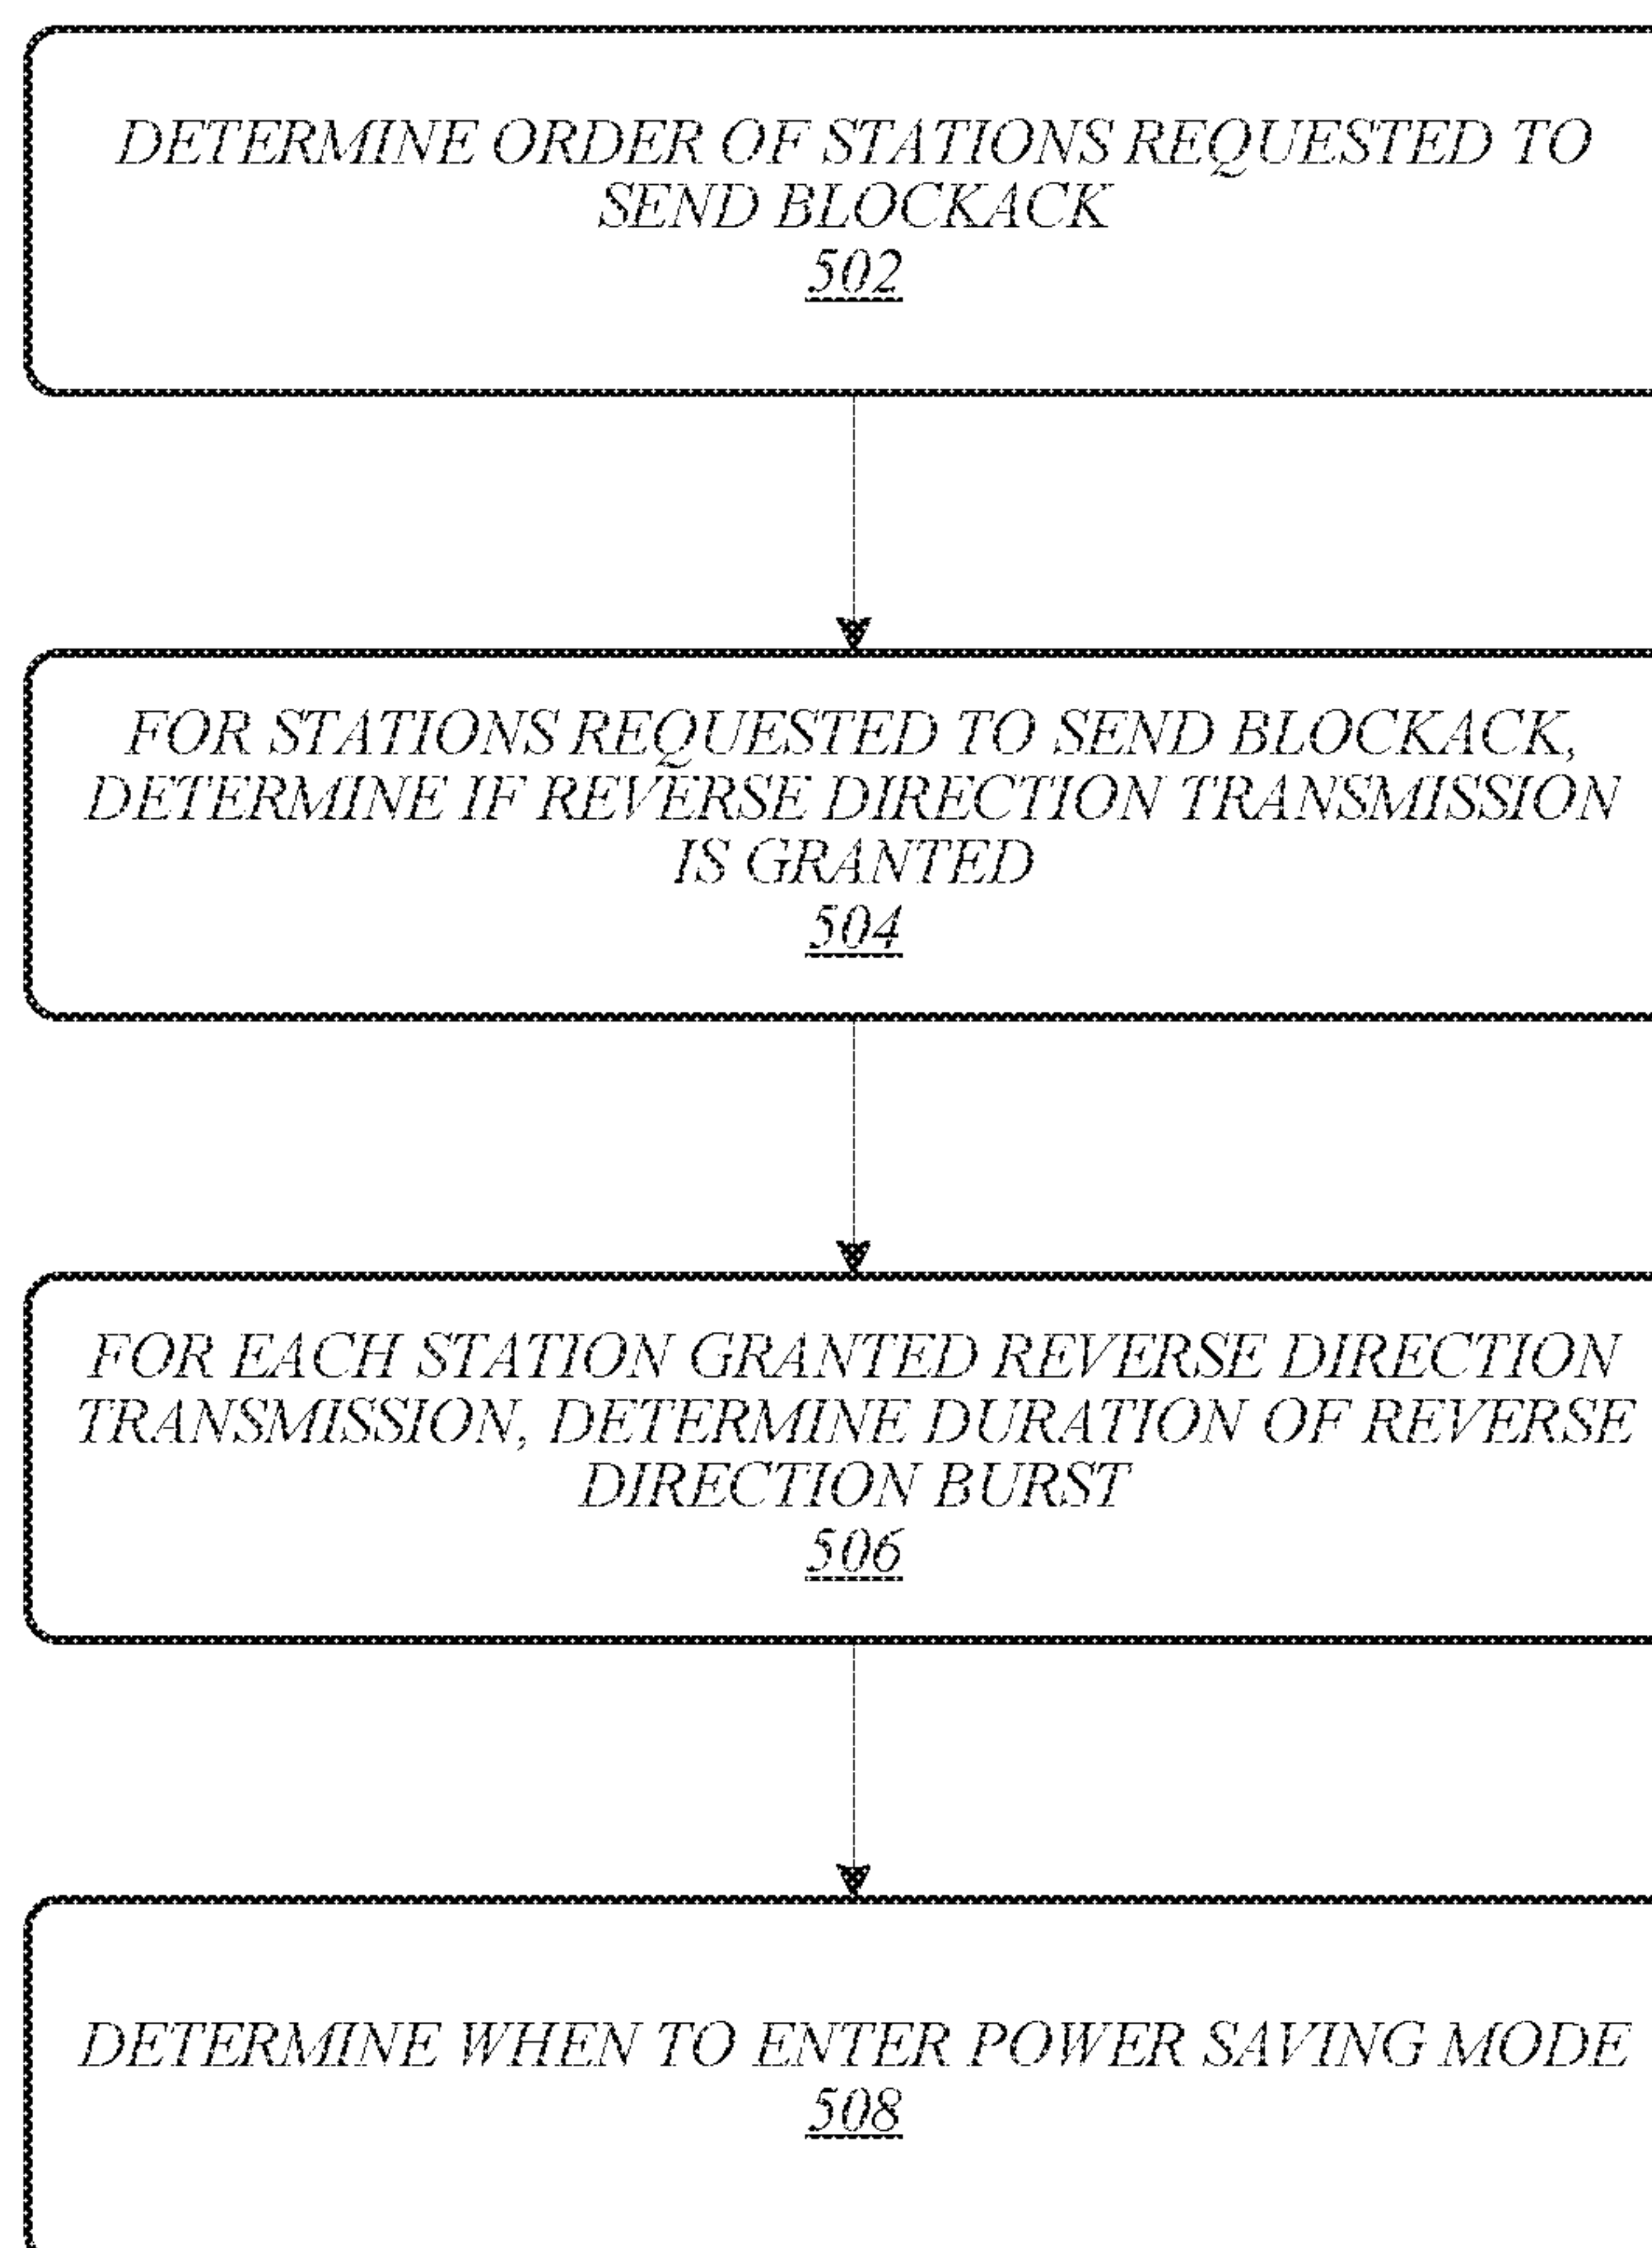 DETERMINE ORDER OF STATIONS REQUESTED TO
SEND BLOCKACK
502
FOR STATIONS REQUESTED TO SEND BLOCKACK,
DETERMINE IF REVERSE DIRECTION TRANSMISSION
IS GRANTED
504
FOR EACH STATION GRANTED REVERSE DIRECTION
TRANSMISSION, DETERMINE DURATION OF REVERSE
DIRECTION BURST
506
DETERMINE WHEN TO ENTER POWER SAVING MODE
508